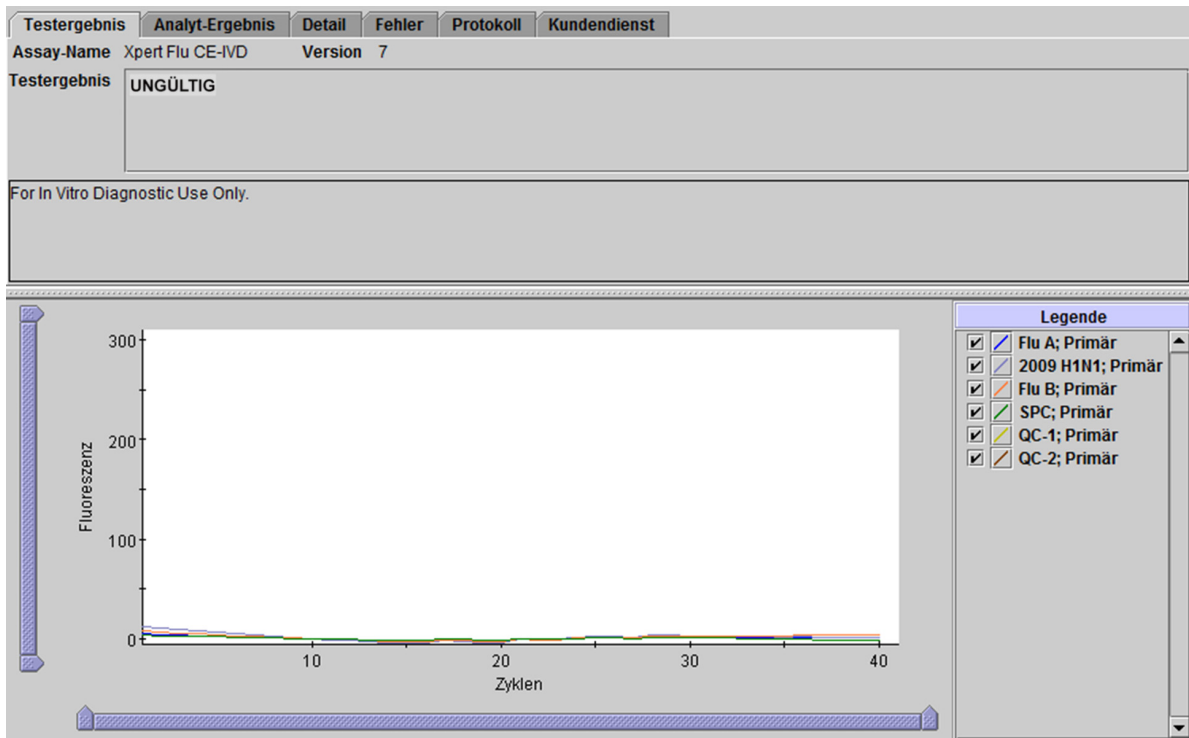 Testergebnis Analyt-Ergebnis Detail Fehler Protokoll Kundendienst
Assay-Name Xpert Flu CE-IVD Version 7
Testergebnis UNGÜLTIG
For In Vitro Diagnostic Use Only.
Legende
Flu A; Primär
2009 H1N1; Primär
Flu B; Primär
SPC; Primär
QC-1; Primär
QC-2; Primär
300
200
100
0
Fluoreszenz
10 20 30 40
Zyklen